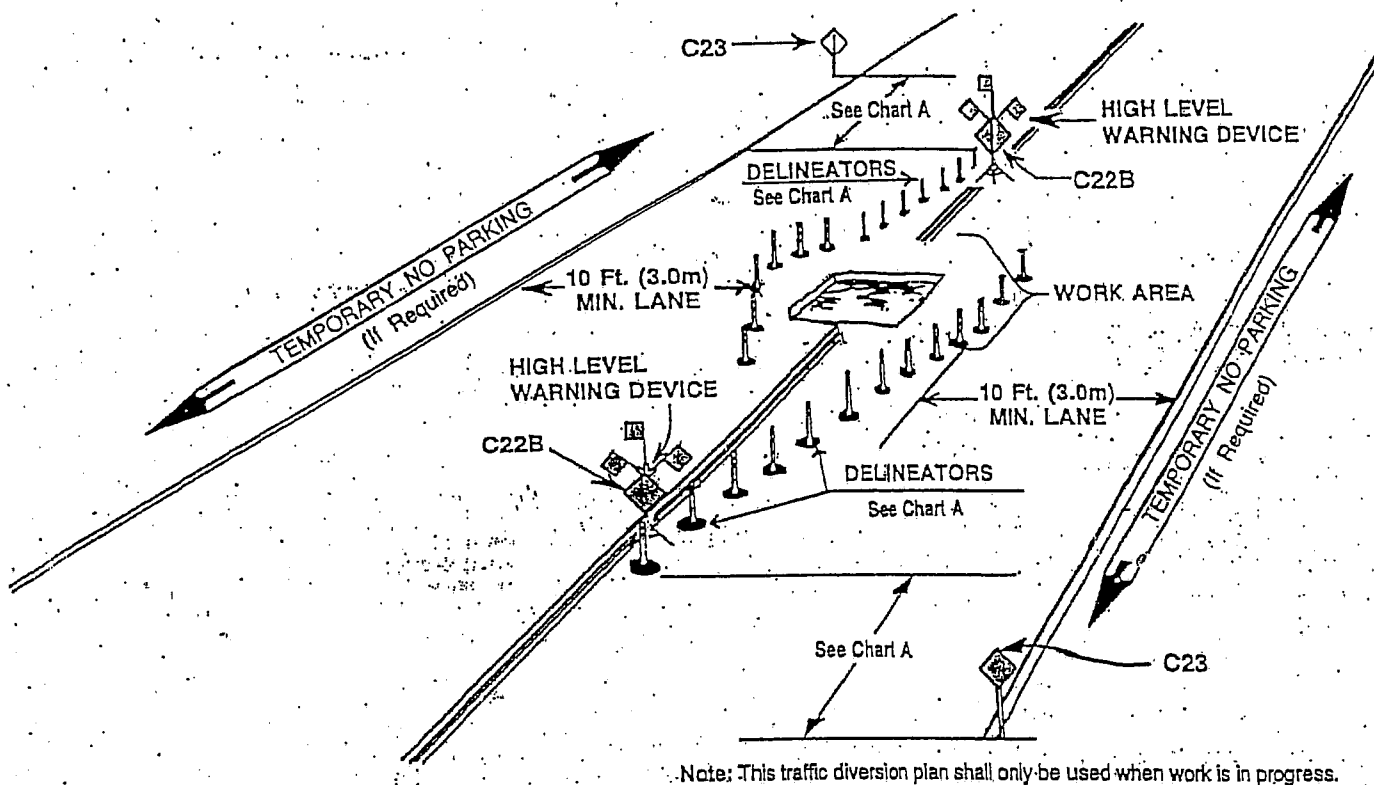 C23
See Chart A
HIGH LEVEL
WARNING DEVICE
DELINEATORS
See Chart A
C22B
TEMPORARY NO PARKING
(If Required)
10 Ft. (3.0m)
MIN. LANE
WORK AREA
TEMPORARY NO PARKING
(If Required)
HIGH LEVEL
WARNING DEVICE
10 Ft. (3.0m)
MIN. LANE
C22B
DELINEATORS
See Chart A
See Chart A
C23
Note: This traffic diversion plan shall only be used when work is in progress.